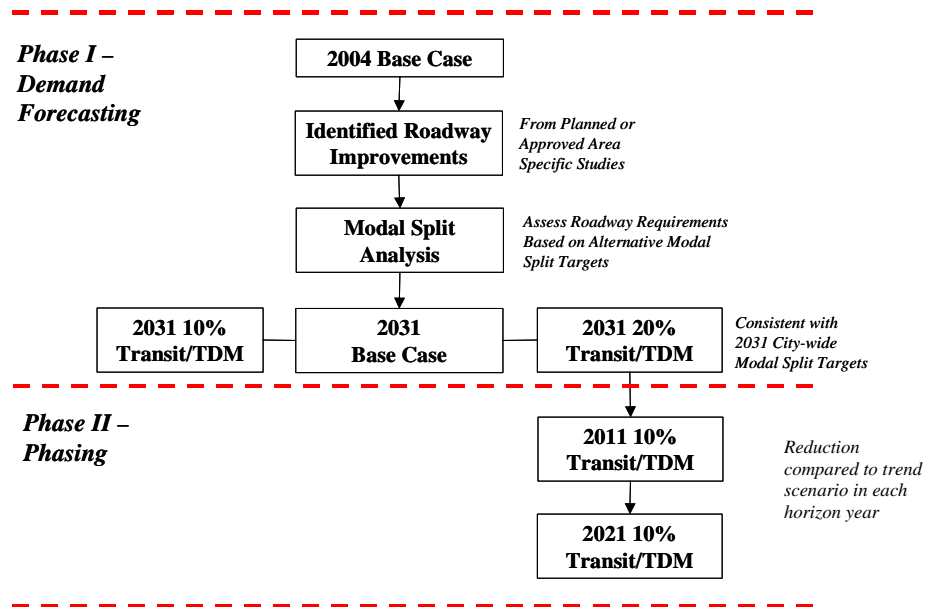 Phase I –
Demand
Forecasting
2004 Base Case
Identified Roadway
Improvements
From Planned or
Approved Area
Specific Studies
Modal Split
Analysis
Assess Roadway Requirements
Based on Alternative Modal
Split Targets
2031 10%
Transit/TDM
2031
Base Case
2031 20%
Transit/TDM
Consistent with
2031 City-wide
Modal Split Targets
Phase II –
Phasing
2011 10%
Transit/TDM
Reduction
compared to trend
scenario in each
horizon year
2021 10%
Transit/TDM